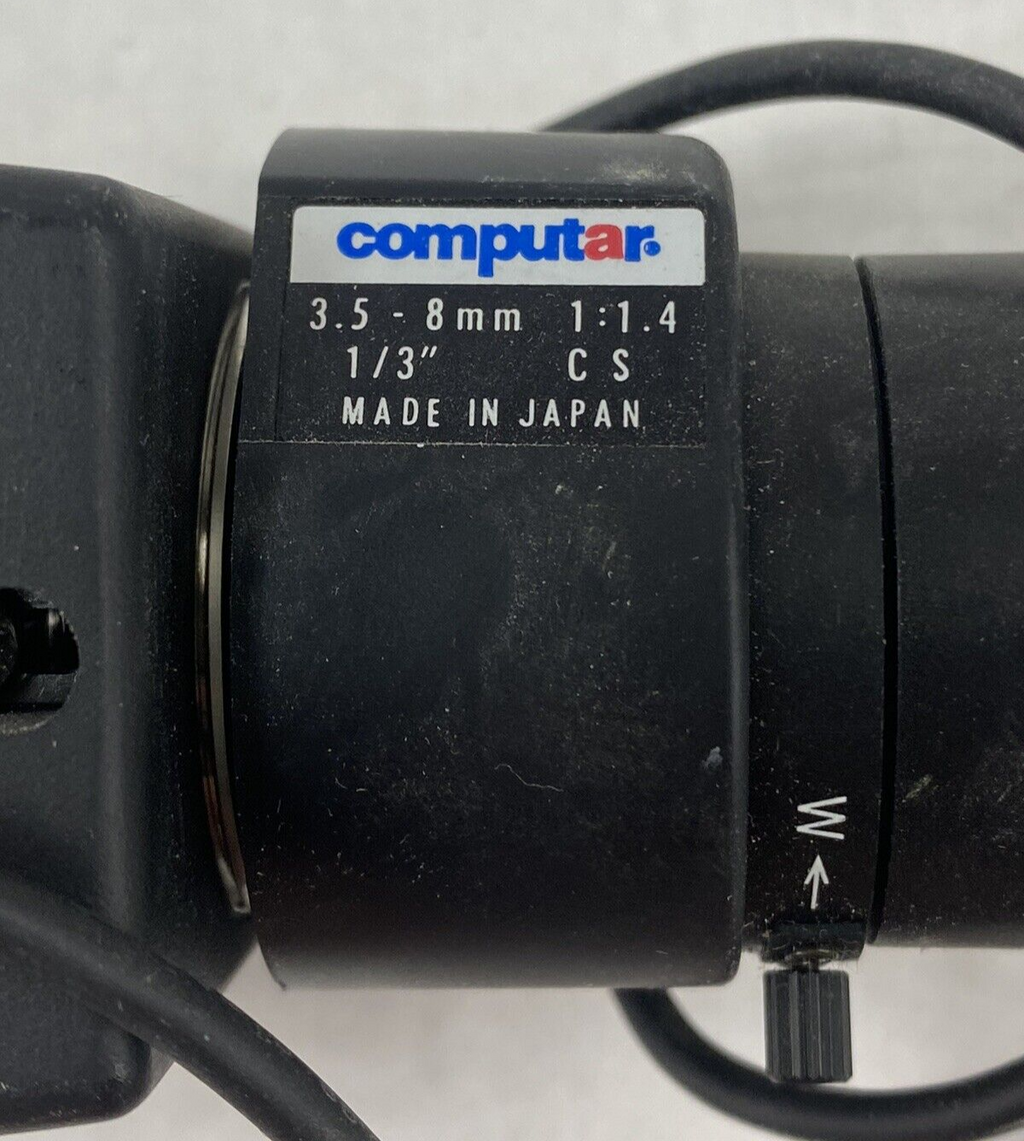 computar.
3.5 - 8mm 1:1.4
1/3" CS
MADE IN JAPAN
W ←